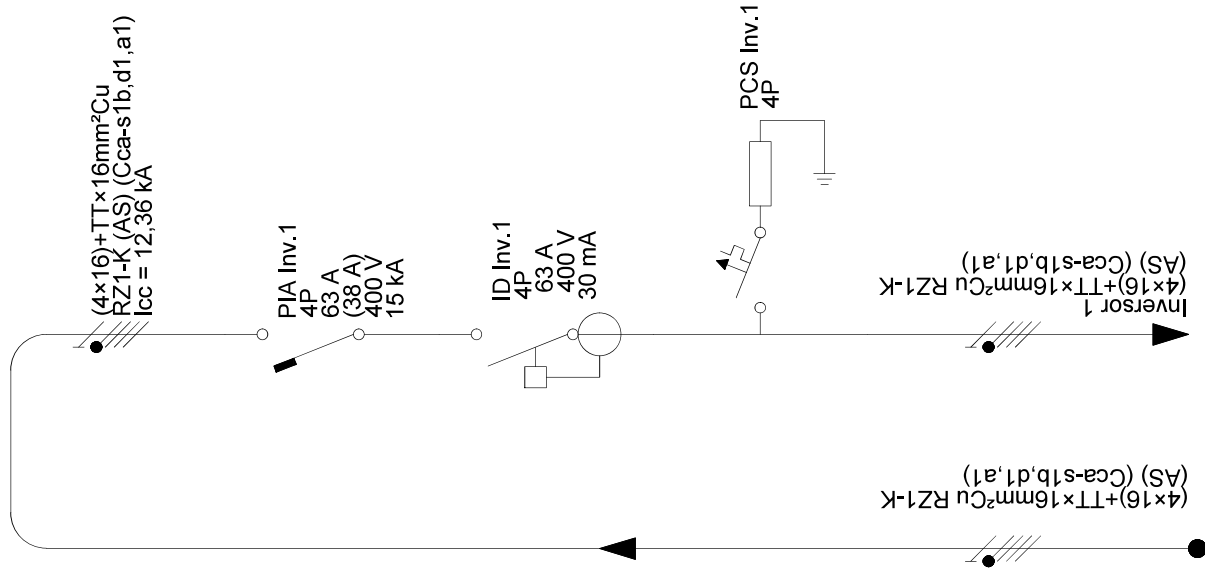 (4×16)+TT×16mm²Cu
RZ1-K (AS) (Cca-s1b,d1,a1)
Icc = 12,36 kA
PIA Inv.1
4P
63 A
(38 A)
400 V
15 kA
ID Inv.1
4P
63 A
400 V
30 mA
PCS Inv.1
4P
Inversor 1
(4×16)+TT×16mm²Cu RZ1-K
(AS) (Cca-s1b,d1,a1)
(4×16)+TT×16mm²Cu RZ1-K
(AS) (Cca-s1b,d1,a1)